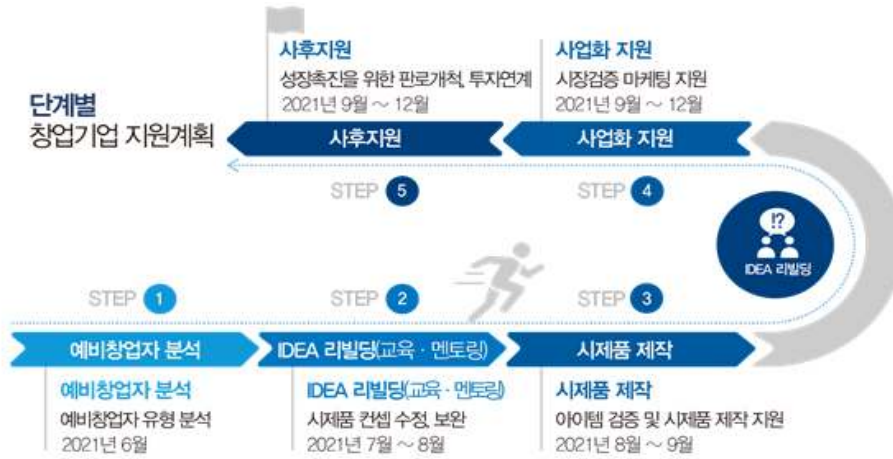 단계별
창업기업 지원계획
사후지원
성장촉진을 위한 판로개척, 투자연계
2021년 9월 ~ 12월
사업화 지원
시장검증 마케팅 지원
2021년 9월 ~ 12월
사후지원
사업화 지원
STEP 5
STEP 4
!?
IDEA 리빌딩
STEP 1
STEP 2
STEP 3
예비창업자 분석
IDEA 리빌딩(교육·멘토링)
시제품 제작
예비창업자 분석
예비창업자 유형 분석
2021년 6월
IDEA 리빌딩(교육·멘토링)
시제품 컨셉 수정, 보완
2021년 7월 ~ 8월
시제품 제작
아이템 검증 및 시제품 제작 지원
2021년 8월 ~ 9월